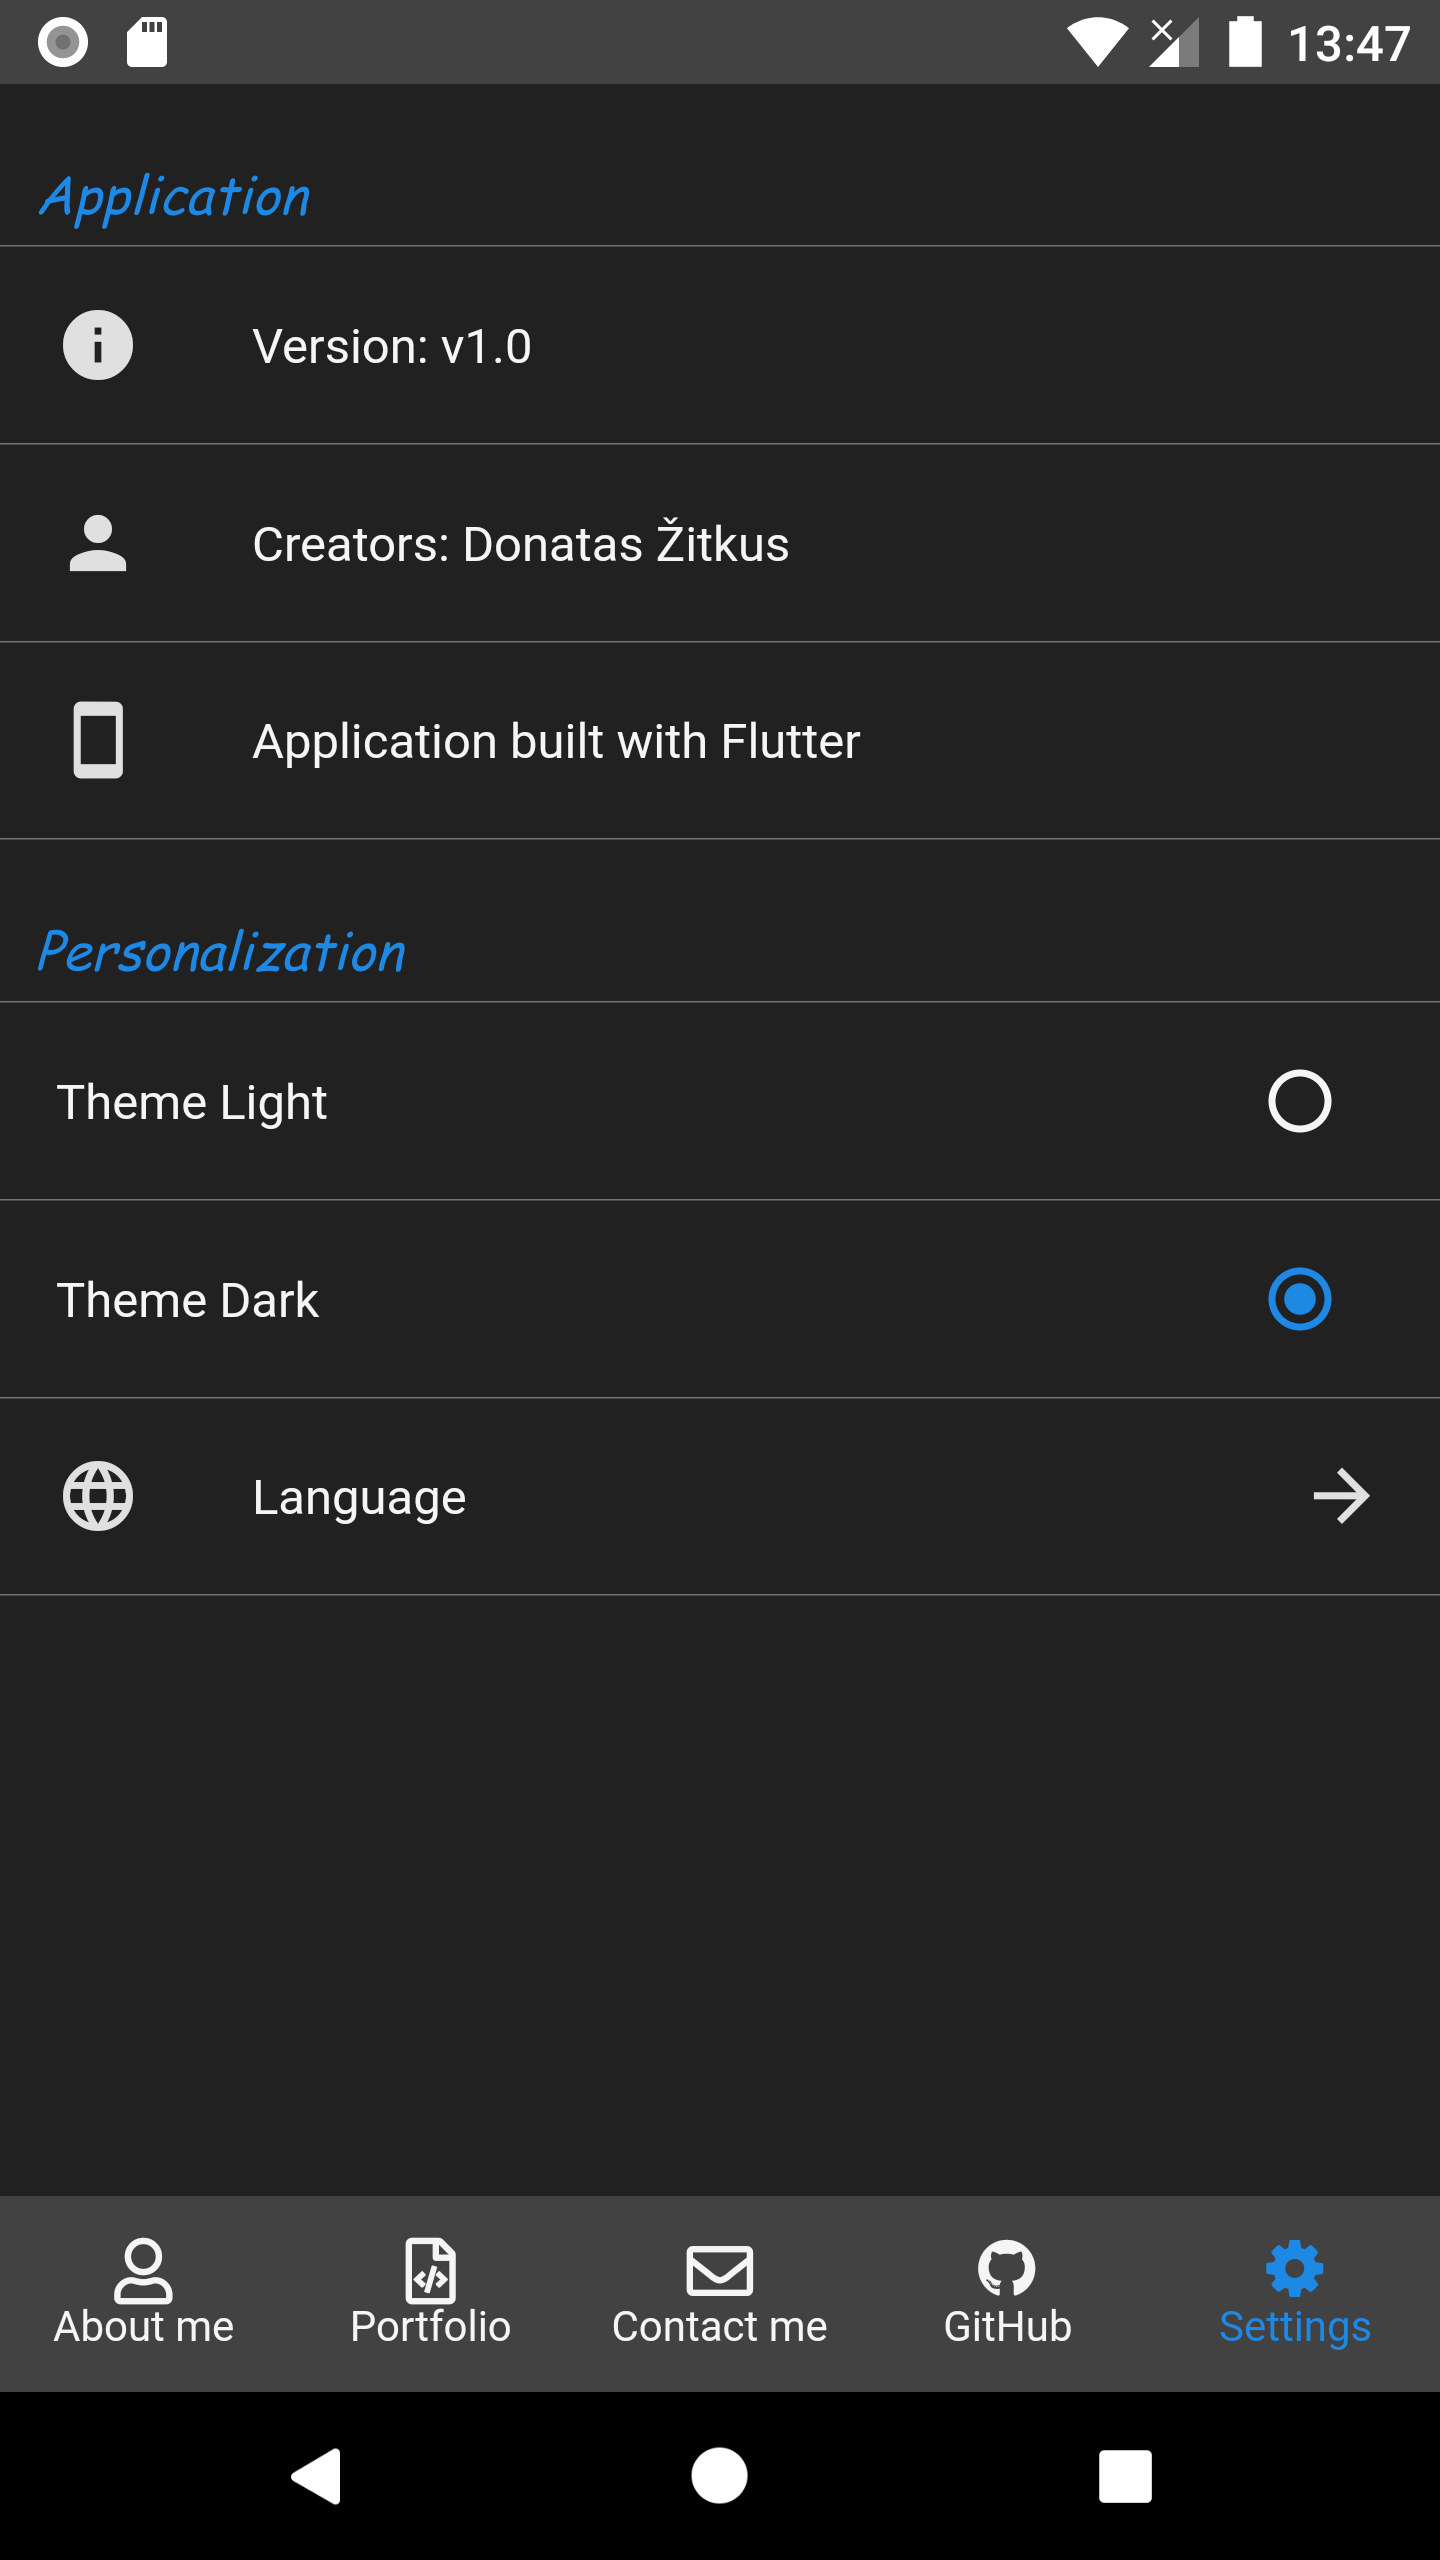 13:47
Application
Version: v1.0
Creators: Donatas Žitkus
Application built with Flutter
Personalization
Theme Light
Theme Dark
Language
About me
Portfolio
Contact me
GitHub
Settings